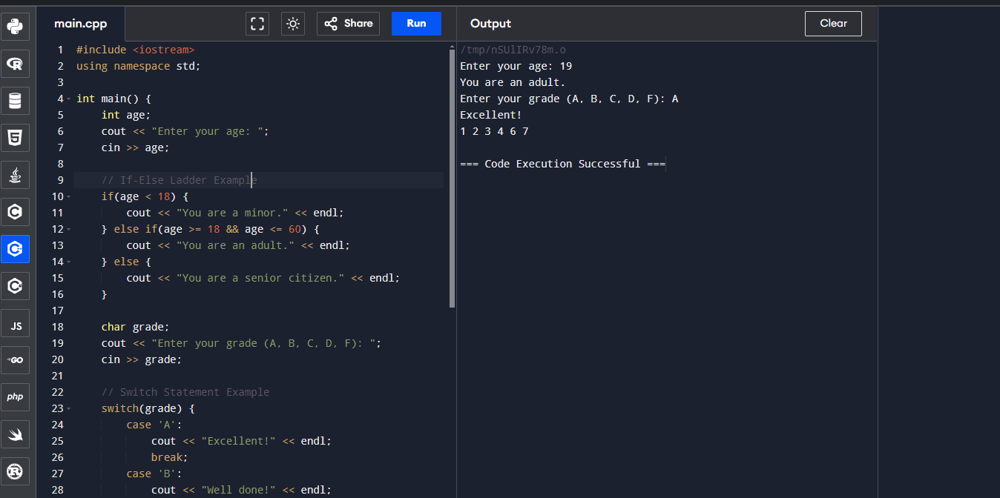 main.cpp
Share
Run
Output
Clear
1 #include <iostream>
2 using namespace std;
3
4 int main() {
5     int age;
6     cout << "Enter your age: ";
7     cin >> age;
8
9     // If-Else Ladder Example
10     if(age < 18) {
11         cout << "You are a minor." << endl;
12     } else if(age >= 18 && age <= 60) {
13         cout << "You are an adult." << endl;
14     } else {
15         cout << "You are a senior citizen." << endl;
16     }
17
18     char grade;
19     cout << "Enter your grade (A, B, C, D, F): ";
20     cin >> grade;
21
22     // Switch Statement Example
23     switch(grade) {
24         case 'A':
25             cout << "Excellent!" << endl;
26             break;
27         case 'B':
28             cout << "Well done!" << endl;
/tmp/nSUlIRv78m.o
Enter your age: 19
You are an adult.
Enter your grade (A, B, C, D, F): A
Excellent!
1 2 3 4 6 7
=== Code Execution Successful ===
R
5
C
C
C
JS
GO
php
R